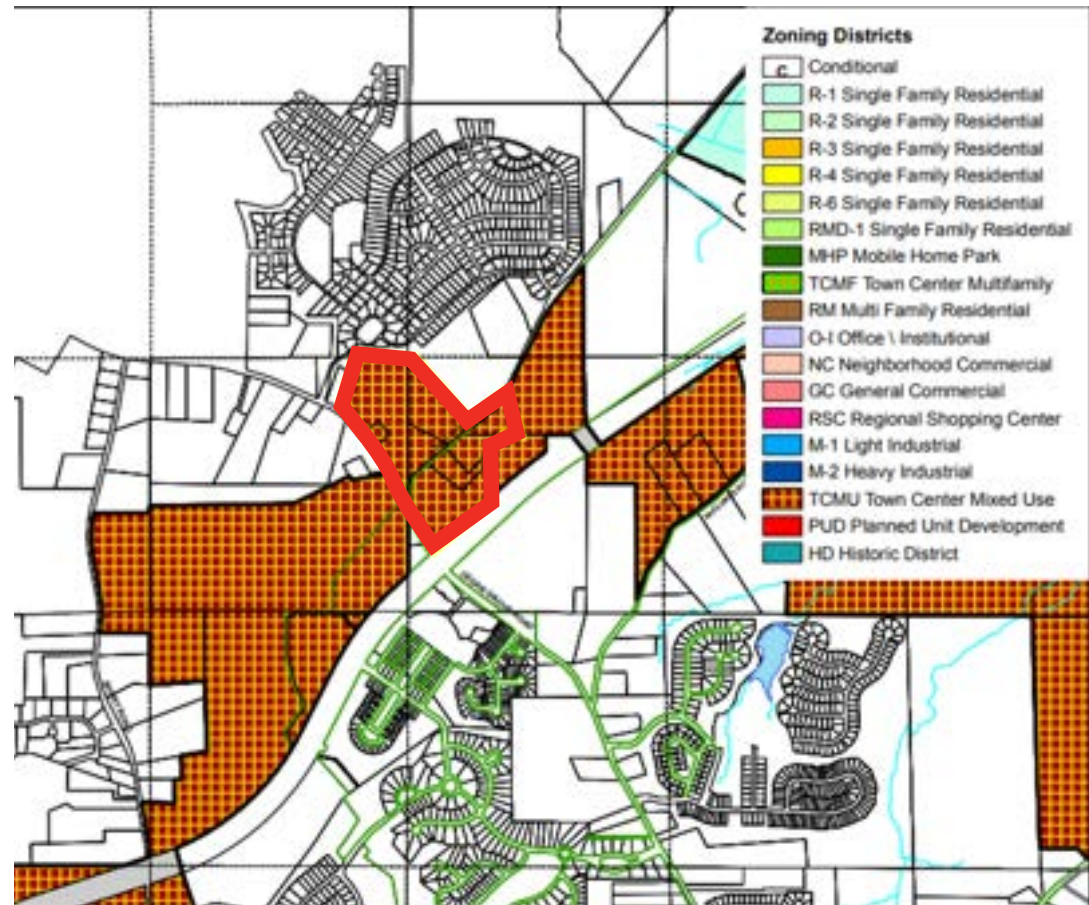 Zoning Districts
C Conditional
R-1 Single Family Residential
R-2 Single Family Residential
R-3 Single Family Residential
R-4 Single Family Residential
R-6 Single Family Residential
RMD-1 Single Family Residential
MHP Mobile Home Park
TCMF Town Center Multifamily
RM Multi Family Residential
O-I Office \ Institutional
NC Neighborhood Commercial
GC General Commercial
RSC Regional Shopping Center
M-1 Light Industrial
M-2 Heavy Industrial
TCMU Town Center Mixed Use
PUD Planned Unit Development
HD Historic District